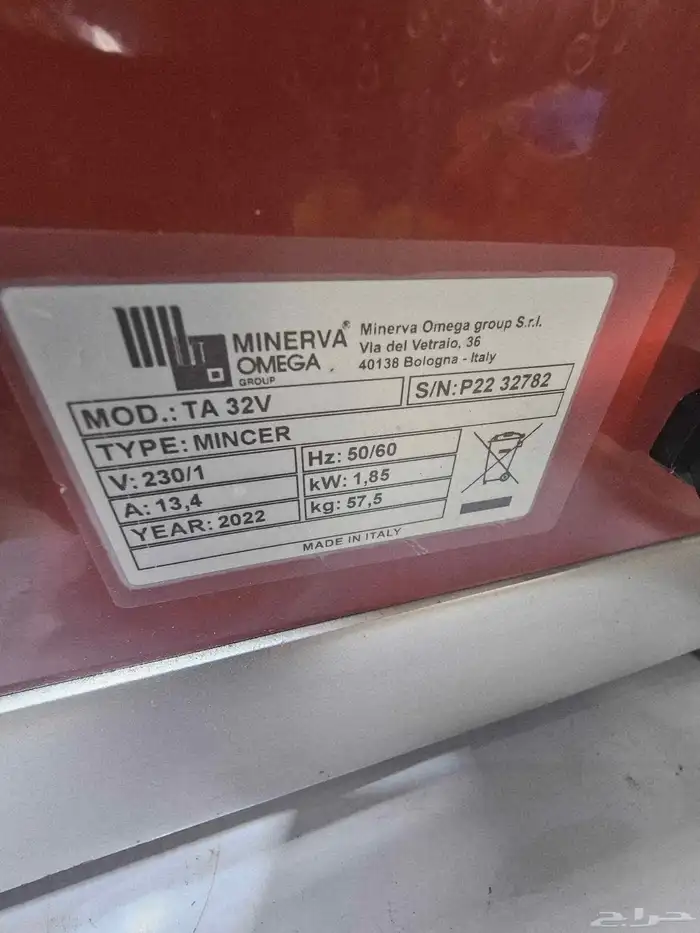 MINERVA®
OMEGA
GROUP
Minerva Omega group S.r.l.
Via del Vetraio, 36
40138 Bologna - Italy
MOD.: TA 32V
S/N: P22 32782
TYPE: MINCER
V: 230/1
Hz: 50/60
A: 13,4
kW: 1,85
YEAR: 2022
kg: 57,5
MADE IN ITALY
حراج